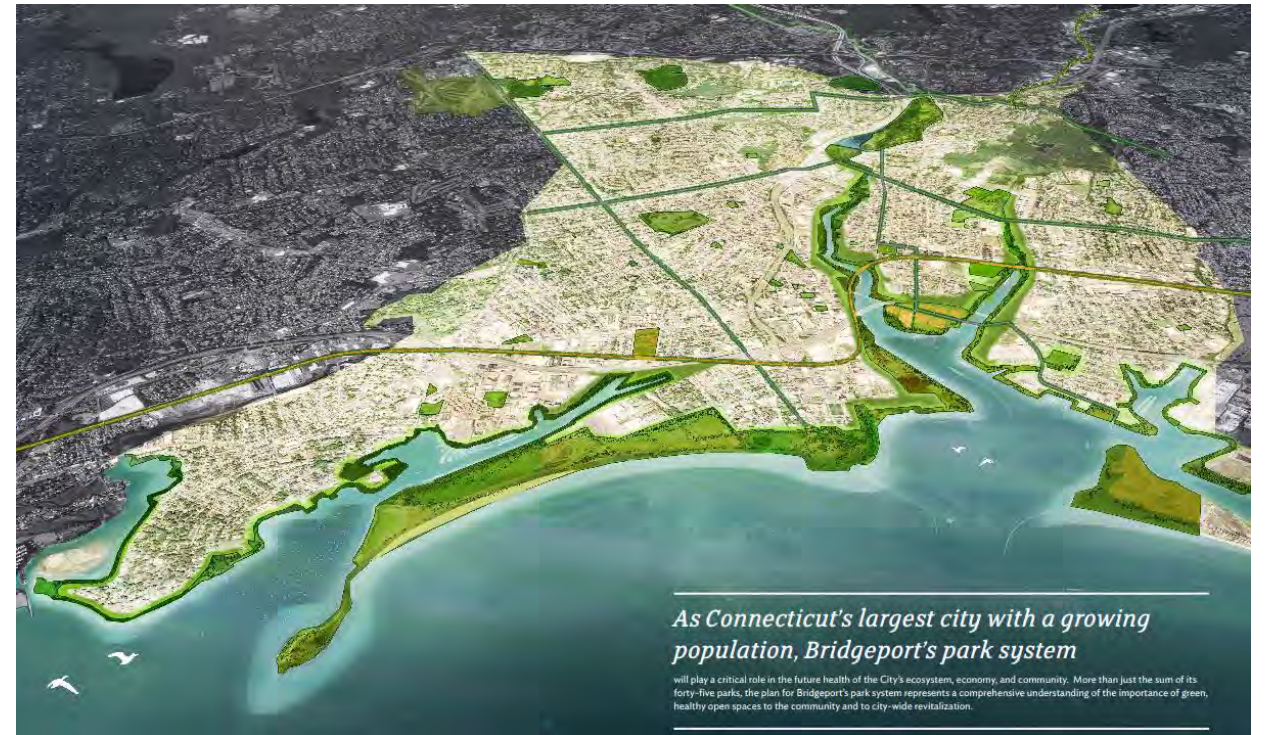 As Connecticut's largest city with a growing
population, Bridgeport's park system
will play a critical role in the future health of the City's ecosystem, economy, and community. More than just the sum of its
forty-five parks, the plan for Bridgeport's park system represents a comprehensive understanding of the importance of green,
healthy open spaces to the community and to city-wide revitalization.